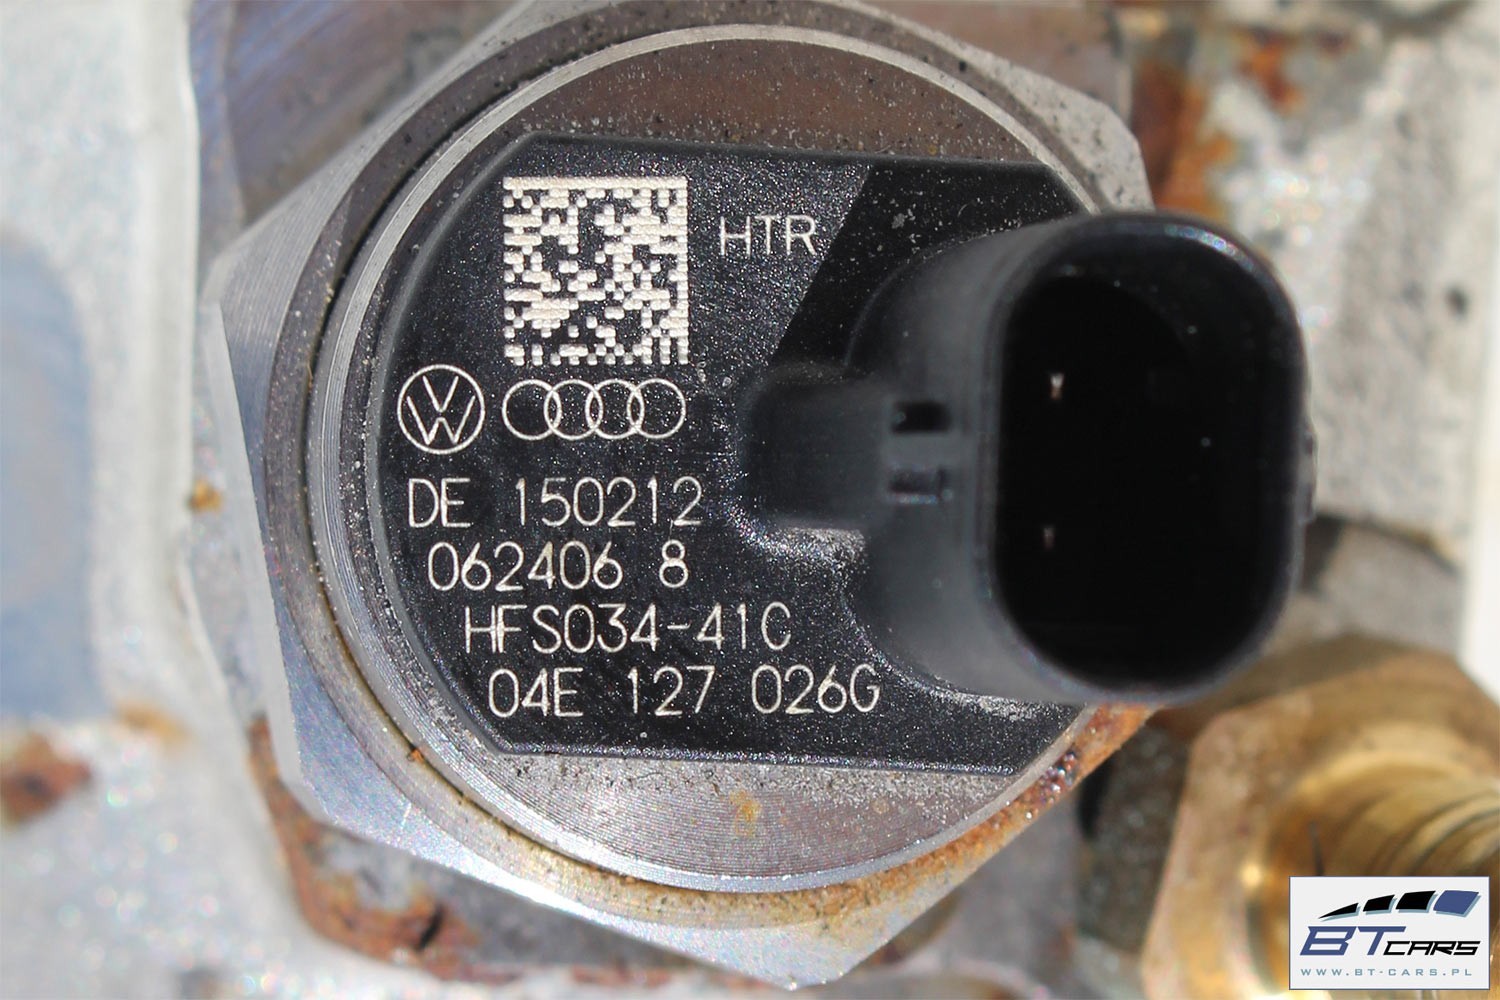 HTR
DE 150212
062406 8
HFS034-41C
04E 127 026G
BT CARS
WWW.BT-CARS.PL